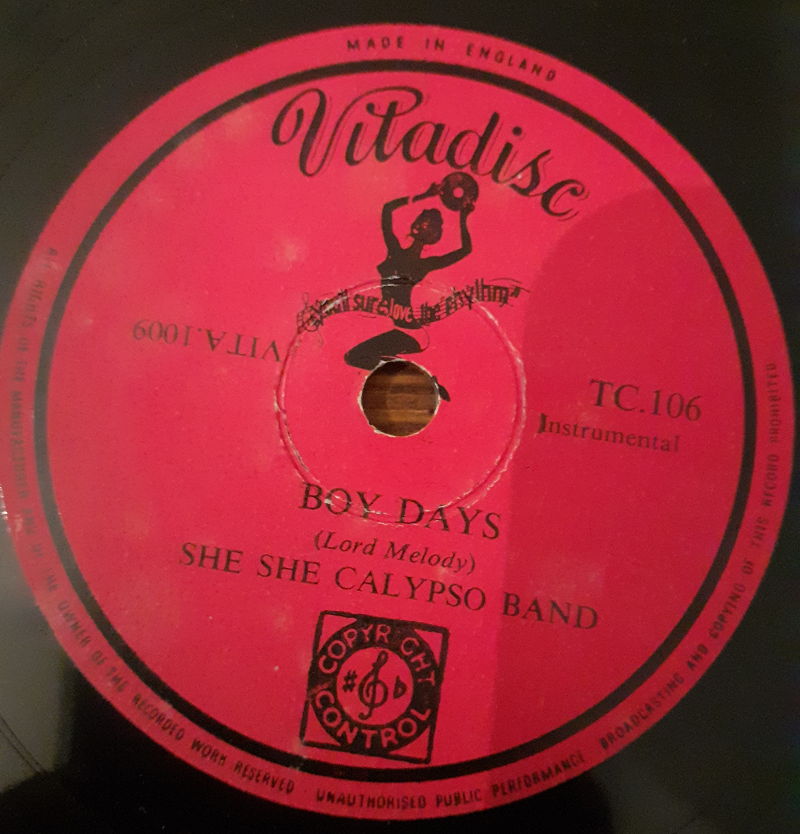 MADE IN ENGLAND
Vitadisc
"You'll sure love the rhythm"
VITA.1009
TC.106
Instrumental
BOY DAYS
(Lord Melody)
SHE SHE CALYPSO BAND
COPYRIGHT
CONTROL
ALL RIGHTS OF THE MANUFACTURER AND OF THE OWNER OF THE RECORDED WORK RESERVED · UNAUTHORISED PUBLIC PERFORMANCE BROADCASTING AND COPYING OF THIS RECORD PROHIBITED